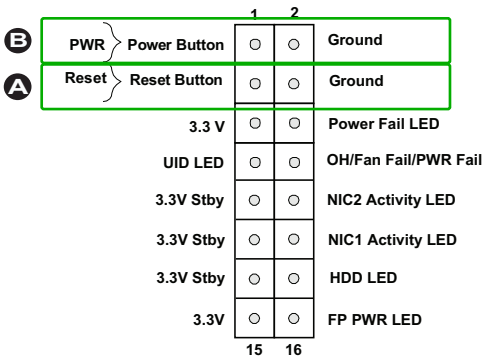 1 2
B PWR Power Button Ground
A Reset Reset Button Ground
3.3 V Power Fail LED
UID LED OH/Fan Fail/PWR Fail
3.3V Stby NIC2 Activity LED
3.3V Stby NIC1 Activity LED
3.3V Stby HDD LED
3.3V FP PWR LED
15 16